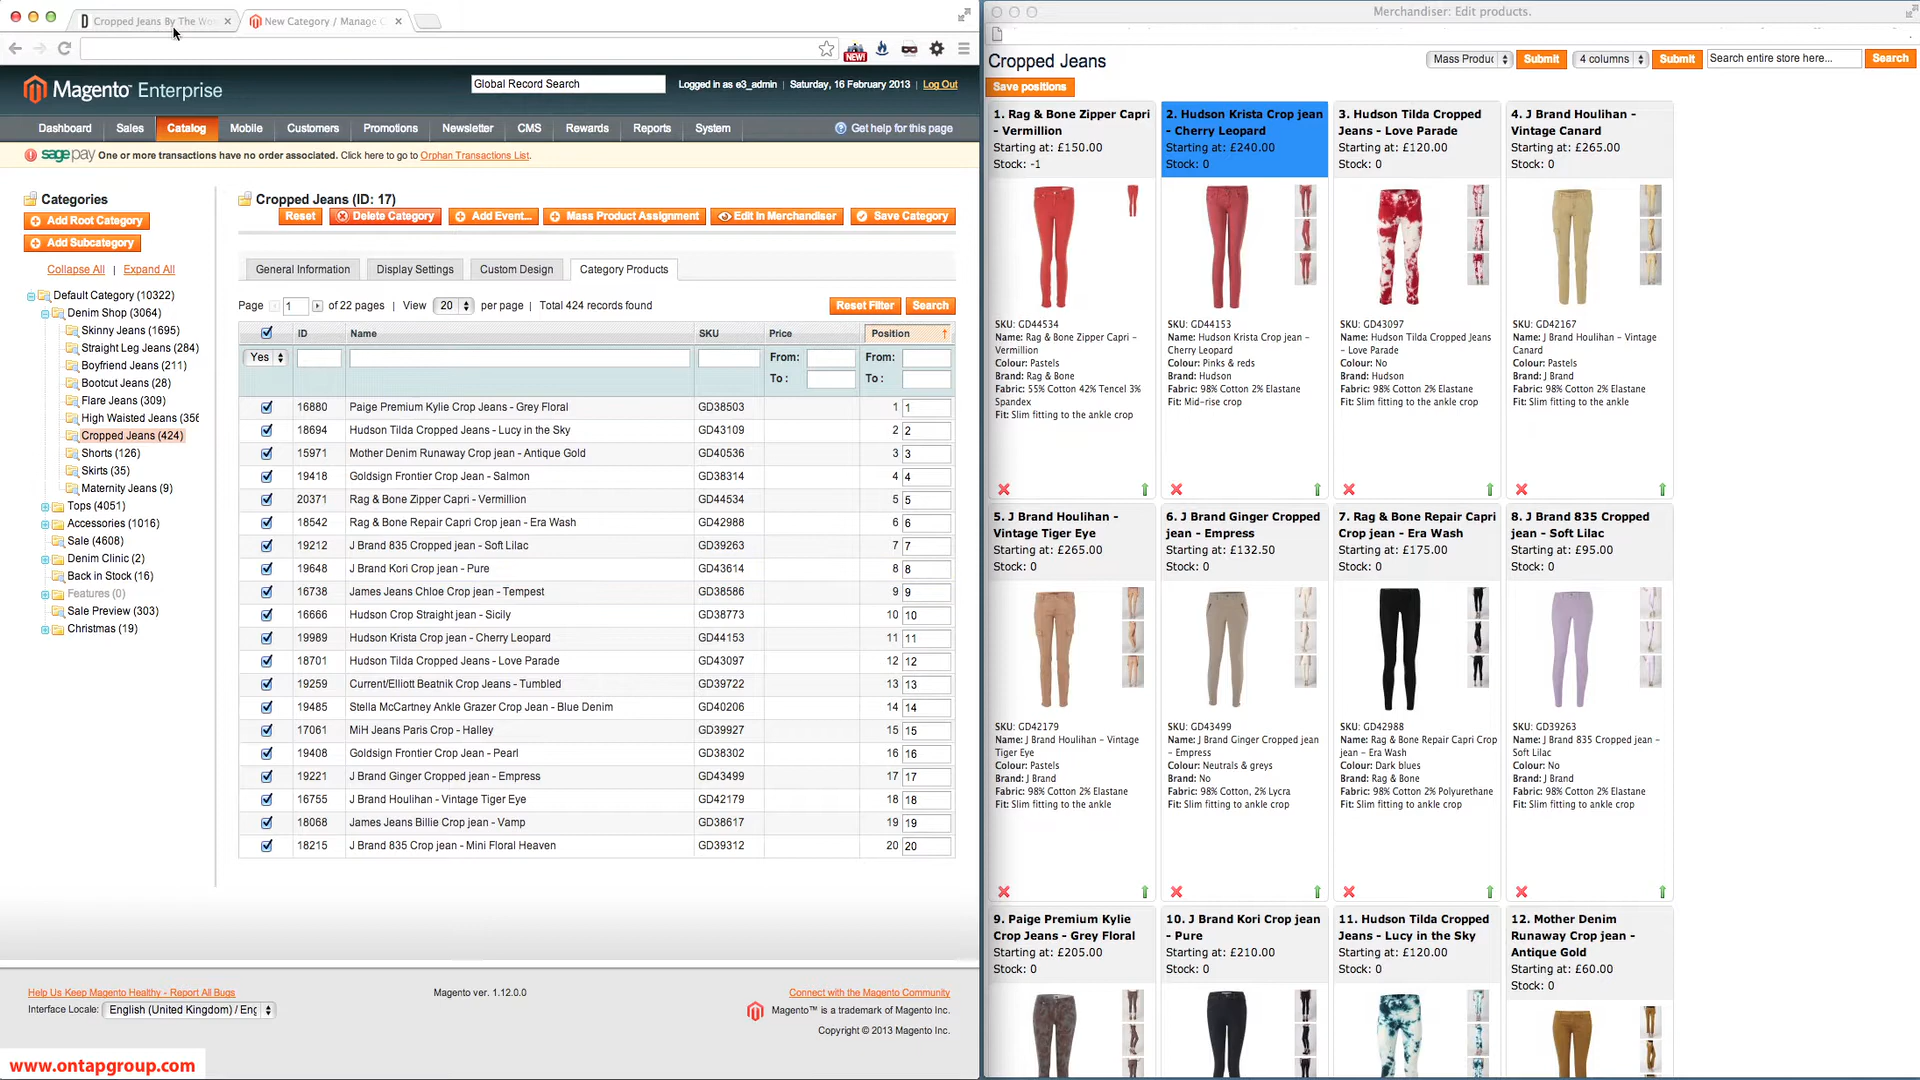 Cropped Jeans By The Wo
New Category / Manage C
Magento Enterprise
Global Record Search
Logged in as e3_admin | Saturday, 16 February 2013 | Log Out
Dashboard Sales Catalog Mobile Customers Promotions Newsletter CMS Rewards Reports System Get help for this page
sage pay One or more transactions have no order associated. Click here to go to Orphan Transactions List.
Categories
Add Root Category
Add Subcategory
Collapse All | Expand All
Default Category (10322)
Denim Shop (3064)
Skinny Jeans (1695)
Straight Leg Jeans (284)
Boyfriend Jeans (211)
Bootcut Jeans (28)
Flare Jeans (309)
High Waisted Jeans (356
Cropped Jeans (424)
Shorts (126)
Skirts (35)
Maternity Jeans (9)
Tops (4051)
Accessories (1016)
Sale (4608)
Denim Clinic (2)
Back in Stock (16)
Features (0)
Sale Preview (303)
Christmas (19)
Cropped Jeans (ID: 17)
Reset Delete Category Add Event... Mass Product Assignment Edit In Merchandiser Save Category
General Information Display Settings Custom Design Category Products
Page 1 of 22 pages | View 20 per page | Total 424 records found Reset Filter Search
ID Name SKU Price Position
Yes From: From:
To : To :
16880 Paige Premium Kylie Crop Jeans - Grey Floral GD38503 1 1
18694 Hudson Tilda Cropped Jeans - Lucy in the Sky GD43109 2 2
15971 Mother Denim Runaway Crop jean - Antique Gold GD40536 3 3
19418 Goldsign Frontier Crop Jean - Salmon GD38314 4 4
20371 Rag & Bone Zipper Capri - Vermillion GD44534 5 5
18542 Rag & Bone Repair Capri Crop jean - Era Wash GD42988 6 6
19212 J Brand 835 Cropped jean - Soft Lilac GD39263 7 7
19648 J Brand Kori Crop jean - Pure GD43614 8 8
16738 James Jeans Chloe Crop jean - Tempest GD38586 9 9
16666 Hudson Crop Straight jean - Sicily GD38773 10 10
19989 Hudson Krista Crop jean - Cherry Leopard GD44153 11 11
18701 Hudson Tilda Cropped Jeans - Love Parade GD43097 12 12
19259 Current/Elliott Beatnik Crop Jeans - Tumbled GD39722 13 13
19485 Stella McCartney Ankle Grazer Crop Jean - Blue Denim GD40206 14 14
17061 MiH Jeans Paris Crop - Halley GD39927 15 15
19408 Goldsign Frontier Crop Jean - Pearl GD38302 16 16
19221 J Brand Ginger Cropped jean - Empress GD43499 17 17
16755 J Brand Houlihan - Vintage Tiger Eye GD42179 18 18
18068 James Jeans Billie Crop jean - Vamp GD38617 19 19
18215 J Brand 835 Crop jean - Mini Floral Heaven GD39312 20 20
Help Us Keep Magento Healthy - Report All Bugs
Interface Locale: English (United Kingdom) / Eng
Magento ver. 1.12.0.0
Connect with the Magento Community
Magento™ is a trademark of Magento Inc.
Copyright © 2013 Magento Inc.
www.ontapgroup.com
Merchandiser: Edit products.
Cropped Jeans
Mass Produc Submit 4 columns Submit Search entire store here... Search
Save positions
1. Rag & Bone Zipper Capri
- Vermillion
Starting at: £150.00
Stock: -1
SKU: GD44534
Name: Rag & Bone Zipper Capri -
Vermillion
Colour: Pastels
Brand: Rag & Bone
Fabric: 55% Cotton 42% Tencel 3%
Spandex
Fit: Slim fitting to the ankle crop
2. Hudson Krista Crop jean
- Cherry Leopard
Starting at: £240.00
Stock: 0
SKU: GD44153
Name: Hudson Krista Crop jean -
Cherry Leopard
Colour: Pinks & reds
Brand: Hudson
Fabric: 98% Cotton 2% Elastane
Fit: Mid-rise crop
3. Hudson Tilda Cropped
Jeans - Love Parade
Starting at: £120.00
Stock: 0
SKU: GD43097
Name: Hudson Tilda Cropped Jeans
- Love Parade
Colour: No
Brand: Hudson
Fabric: 98% Cotton 2% Elastane
Fit: Slim fitting to the ankle crop
4. J Brand Houlihan -
Vintage Canard
Starting at: £265.00
Stock: 0
SKU: GD42167
Name: J Brand Houlihan - Vintage
Canard
Colour: Pastels
Brand: J Brand
Fabric: 98% Cotton 2% Elastane
Fit: Slim fitting to the ankle
5. J Brand Houlihan -
Vintage Tiger Eye
Starting at: £265.00
Stock: 0
SKU: GD42179
Name: J Brand Houlihan - Vintage
Tiger Eye
Colour: Pastels
Brand: J Brand
Fabric: 98% Cotton 2% Elastane
Fit: Slim fitting to the ankle
6. J Brand Ginger Cropped
jean - Empress
Starting at: £132.50
Stock: 0
SKU: GD43499
Name: J Brand Ginger Cropped jean
- Empress
Colour: Neutrals & greys
Brand: No
Fabric: 98% Cotton, 2% Lycra
Fit: Slim fitting to ankle crop
7. Rag & Bone Repair Capri
Crop jean - Era Wash
Starting at: £175.00
Stock: 0
SKU: GD42988
Name: Rag & Bone Repair Capri Crop
jean - Era Wash
Colour: Dark blues
Brand: Rag & Bone
Fabric: 98% Cotton 2% Polyurethane
Fit: Slim fitting to ankle crop
8. J Brand 835 Cropped
jean - Soft Lilac
Starting at: £95.00
Stock: 0
SKU: GD39263
Name: J Brand 835 Cropped jean -
Soft Lilac
Colour: No
Brand: J Brand
Fabric: 98% Cotton 2% Elastane
Fit: Slim fitting to ankle crop
9. Paige Premium Kylie
Crop Jeans - Grey Floral
Starting at: £205.00
Stock: 0
10. J Brand Kori Crop jean
- Pure
Starting at: £210.00
Stock: 0
11. Hudson Tilda Cropped
Jeans - Lucy in the Sky
Starting at: £120.00
Stock: 0
12. Mother Denim
Runaway Crop jean -
Antique Gold
Starting at: £60.00
Stock: 0